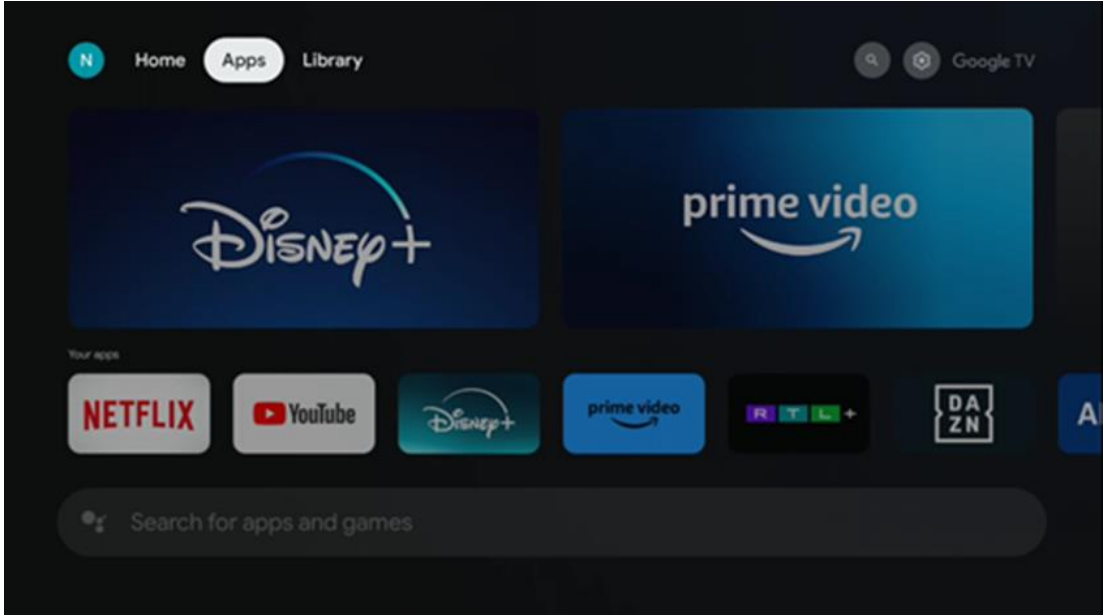 N Home Apps Library Google TV
Disney+ prime video
Your apps
NETFLIX YouTube Disney+ prime video RTL+ DAZN A
Search for apps and games